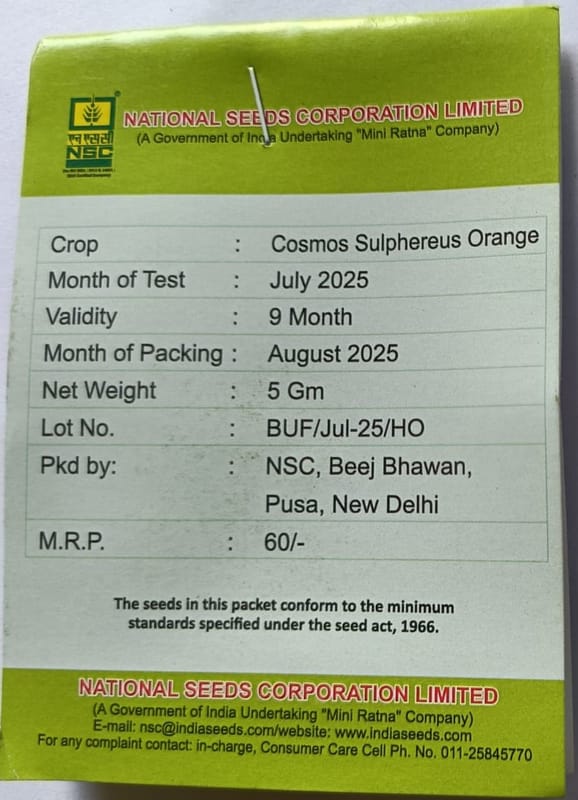 NATIONAL SEEDS CORPORATION LIMITED
(A Government of India Undertaking "Mini Ratna" Company)
एन एस सी
NSC
Crop : Cosmos Sulphereus Orange
Month of Test : July 2025
Validity : 9 Month
Month of Packing : August 2025
Net Weight : 5 Gm
Lot No. : BUF/Jul-25/HO
Pkd by: : NSC, Beej Bhawan,
Pusa, New Delhi
M.R.P. : 60/-
The seeds in this packet conform to the minimum
standards specified under the seed act, 1966.
NATIONAL SEEDS CORPORATION LIMITED
(A Government of India Undertaking "Mini Ratna" Company)
E-mail: nsc@indiaseeds.com/website: www.indiaseeds.com
For any complaint contact: in-charge, Consumer Care Cell Ph. No. 011-25845770